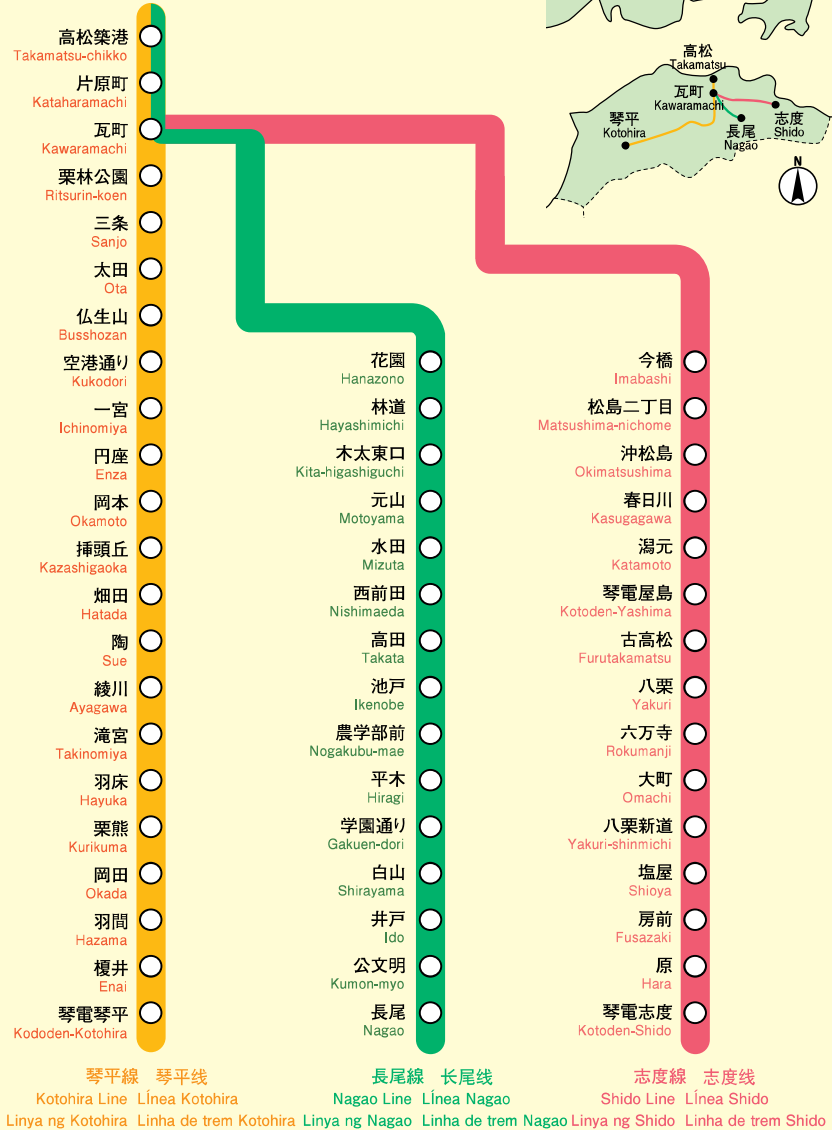 高松築港
Takamatsu-chikko
片原町
Kataharamachi
瓦町
Kawaramachi
栗林公園
Ritsurin-koen
三条
Sanjo
太田
Ota
仏生山
Busshozan
空港通り
Kukodori
一宮
Ichinomiya
円座
Enza
岡本
Okamoto
挿頭丘
Kazashigaoka
畑田
Hatada
陶
Sue
綾川
Ayagawa
滝宮
Takinomiya
羽床
Hayuka
栗熊
Kurikuma
岡田
Okada
羽間
Hazama
榎井
Enai
琴電琴平
Kododen-Kotohira
花園
Hanazono
林道
Hayashimichi
木太東口
Kita-higashiguchi
元山
Motoyama
水田
Mizuta
西前田
Nishimaeda
高田
Takata
池戸
Ikenobe
農学部前
Nogakubu-mae
平木
Hiragi
学園通り
Gakuen-dori
白山
Shirayama
井戸
Ido
公文明
Kumon-myo
長尾
Nagao
今橋
Imabashi
松島二丁目
Matsushima-nichome
沖松島
Okimatsushima
春日川
Kasugagawa
潟元
Katamoto
琴電屋島
Kotoden-Yashima
古高松
Furutakamatsu
八栗
Yakuri
六万寺
Rokumanji
大町
Omachi
八栗新道
Yakuri-shinmichi
塩屋
Shioya
房前
Fusazaki
原
Hara
琴電志度
Kotoden-Shido
高松
Takamatsu
瓦町
Kawaramachi
琴平
Kotohira
長尾
Nagao
志度
Shido
N
琴平線 琴平线
Kotohira Line LÍnea Kotohira
Linya ng Kotohira Linha de trem Kotohira
長尾線 长尾线
Nagao Line LÍnea Nagao
Linya ng Nagao Linha de trem Nagao
志度線 志度线
Shido Line LÍnea Shido
Linya ng Shido Linha de trem Shido